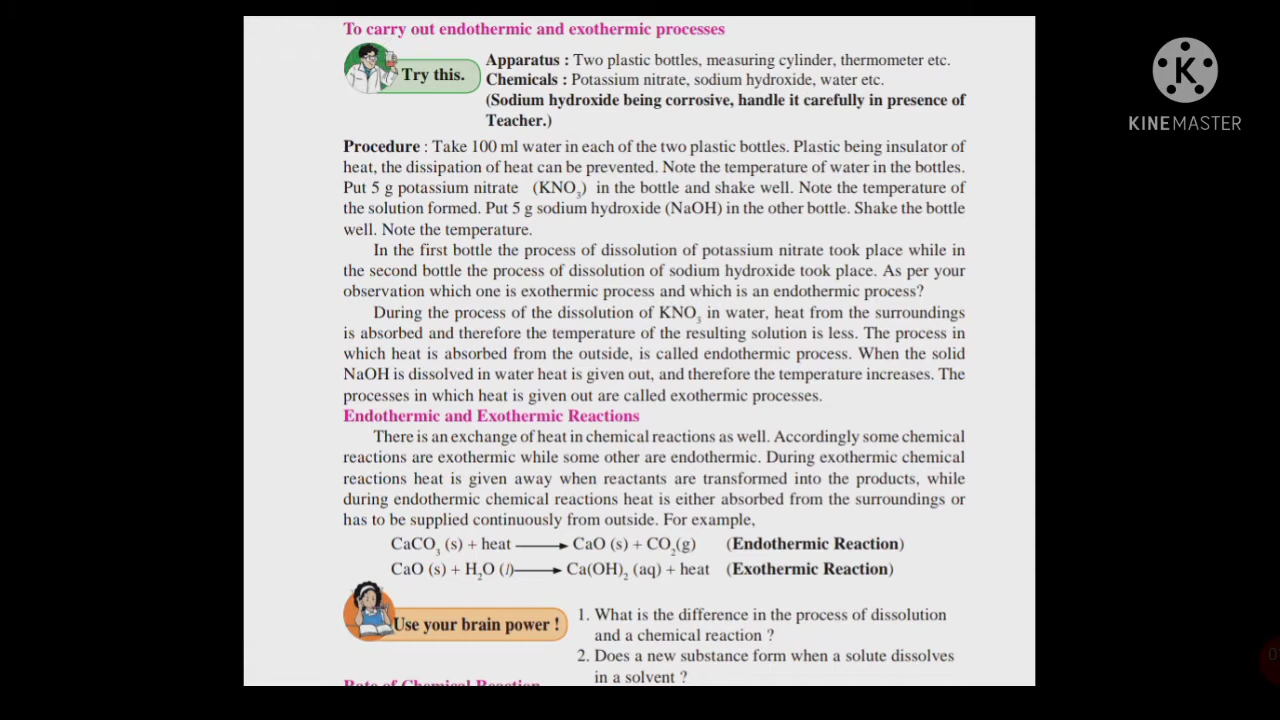 To carry out endothermic and exothermic processes
Try this.
Apparatus : Two plastic bottles, measuring cylinder, thermometer etc.
Chemicals : Potassium nitrate, sodium hydroxide, water etc.
(Sodium hydroxide being corrosive, handle it carefully in presence of
Teacher.)
Procedure : Take 100 ml water in each of the two plastic bottles. Plastic being insulator of
heat, the dissipation of heat can be prevented. Note the temperature of water in the bottles.
Put 5 g potassium nitrate (KNO₃) in the bottle and shake well. Note the temperature of
the solution formed. Put 5 g sodium hydroxide (NaOH) in the other bottle. Shake the bottle
well. Note the temperature.
In the first bottle the process of dissolution of potassium nitrate took place while in
the second bottle the process of dissolution of sodium hydroxide took place. As per your
observation which one is exothermic process and which is an endothermic process?
During the process of the dissolution of KNO₃ in water, heat from the surroundings
is absorbed and therefore the temperature of the resulting solution is less. The process in
which heat is absorbed from the outside, is called endothermic process. When the solid
NaOH is dissolved in water heat is given out, and therefore the temperature increases. The
processes in which heat is given out are called exothermic processes.
Endothermic and Exothermic Reactions
There is an exchange of heat in chemical reactions as well. Accordingly some chemical
reactions are exothermic while some other are endothermic. During exothermic chemical
reactions heat is given away when reactants are transformed into the products, while
during endothermic chemical reactions heat is either absorbed from the surroundings or
has to be supplied continuously from outside. For example,
CaCO₃ (s) + heat ⟶ CaO (s) + CO₂(g) (Endothermic Reaction)
CaO (s) + H₂O (l) ⟶ Ca(OH)₂ (aq) + heat (Exothermic Reaction)
Use your brain power !
1. What is the difference in the process of dissolution
and a chemical reaction ?
2. Does a new substance form when a solute dissolves
in a solvent ?
Rate of Chemical Reaction
K
KINEMASTER